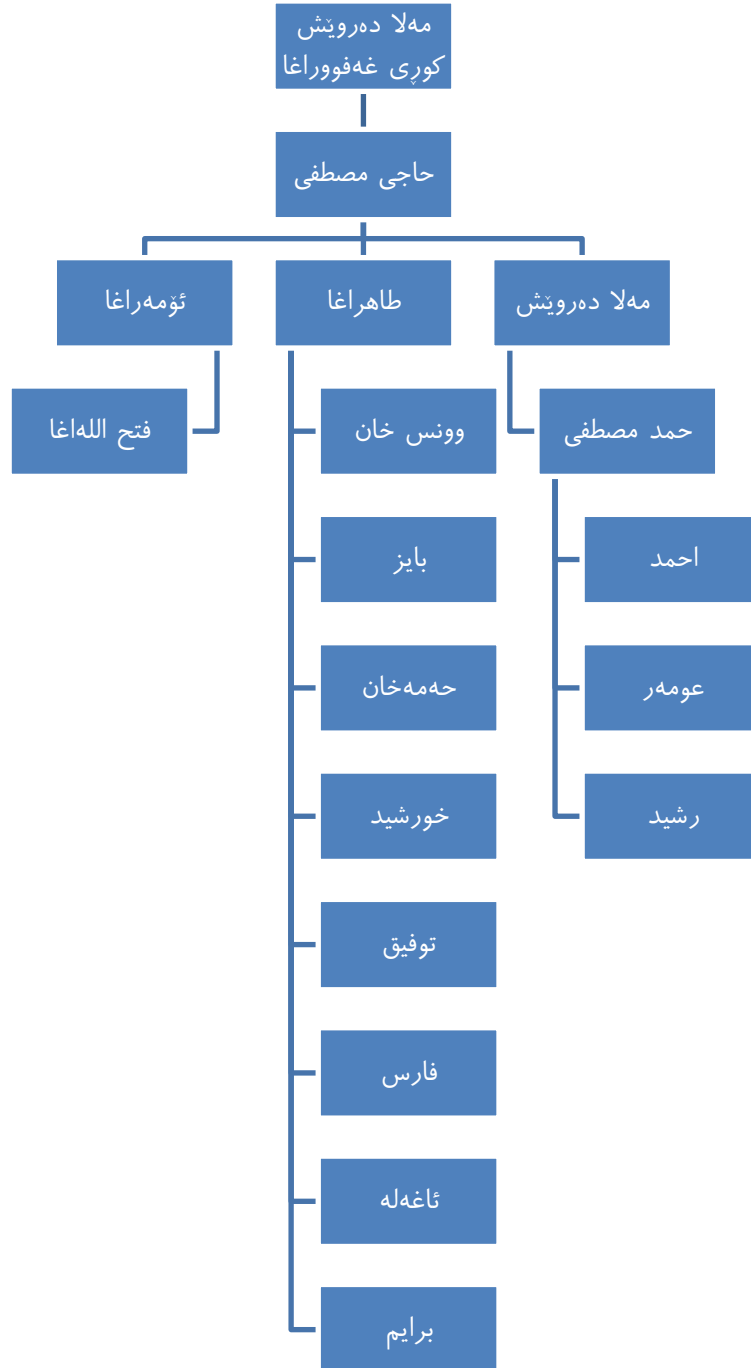 مەلا دەروێش
کوڕی غەفووراغا
حاجی مصطفی
مەلا دەروێش
طاهراغا
ئۆمەراغا
حمد مصطفی
وونس خان
فتح اللەاغا
احمد
بایز
عومەر
حەمەخان
رشید
خورشید
توفیق
فارس
ئاغەلە
برایم